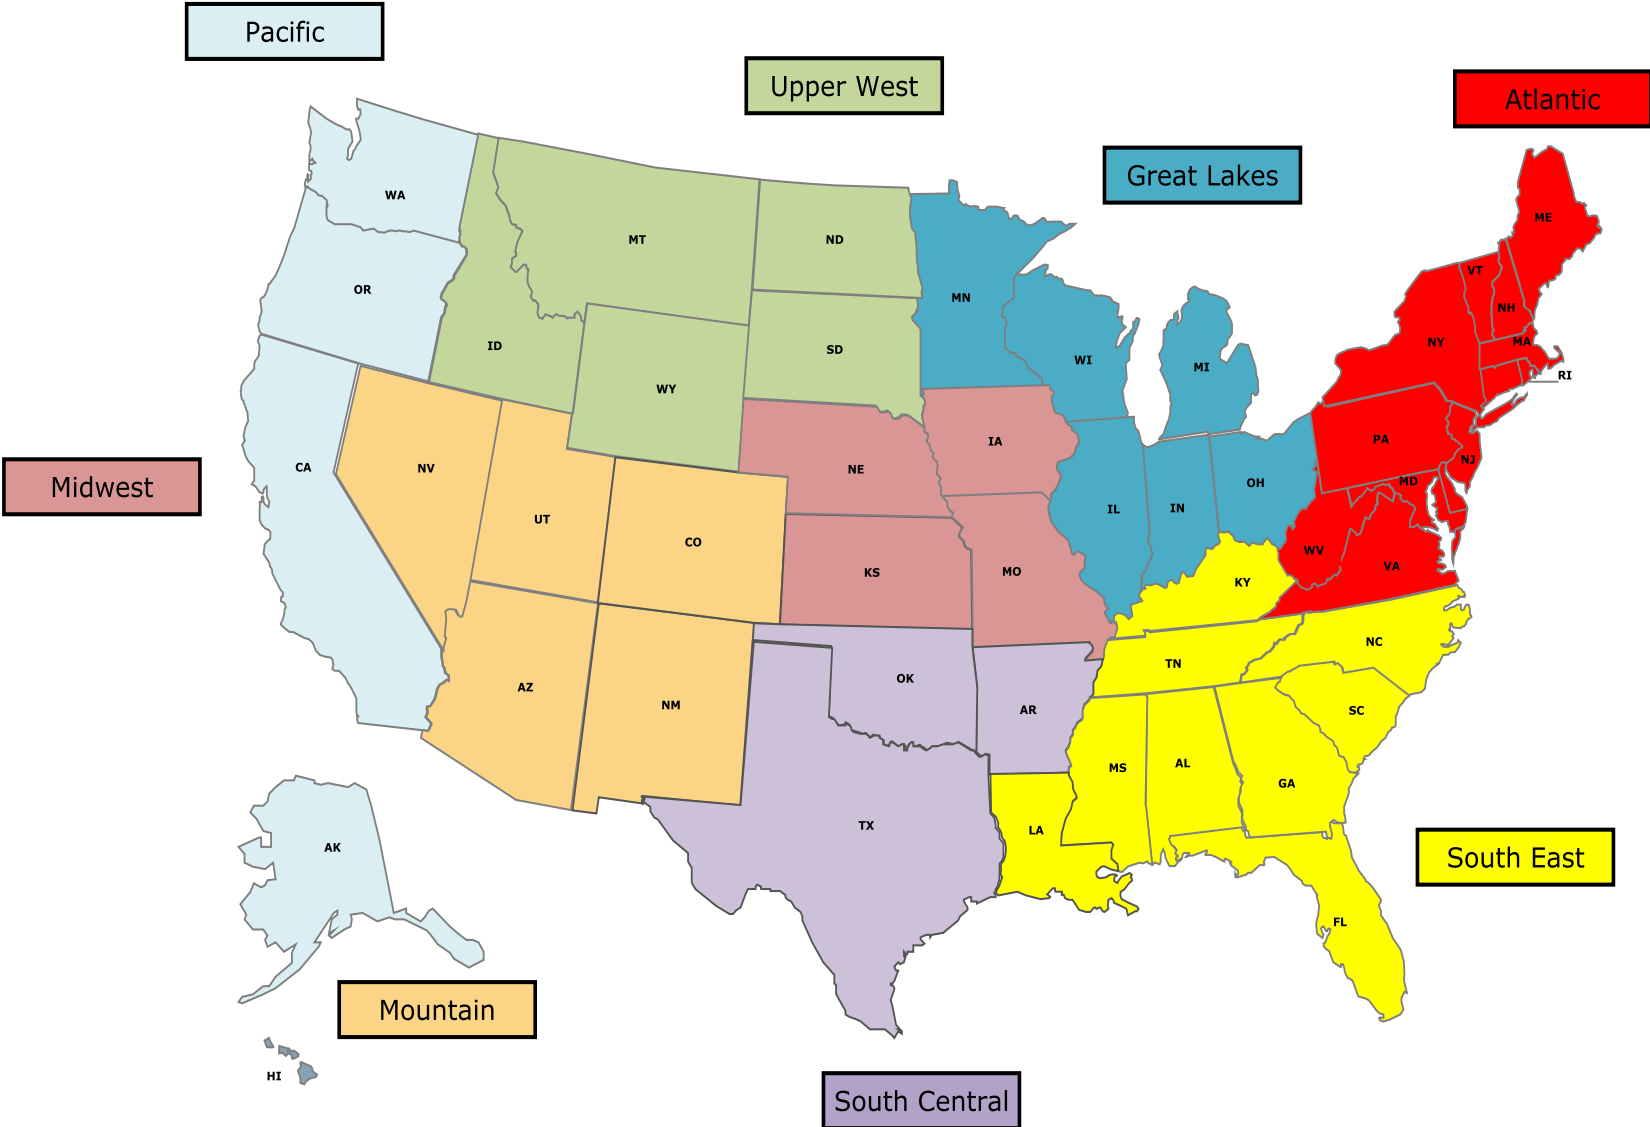 Pacific
Upper West
Atlantic
Great Lakes
WA
ME
MT
ND
VT
OR
MN
NH
NY
MA
ID
SD
WI
MI
RI
WY
IA
PA
CA
NV
NE
NJ
Midwest
MD
OH
IL
IN
UT
CO
WV
KS
MO
VA
KY
NC
TN
AZ
OK
NM
AR
SC
MS
AL
GA
TX
LA
AK
South East
FL
Mountain
HI
South Central